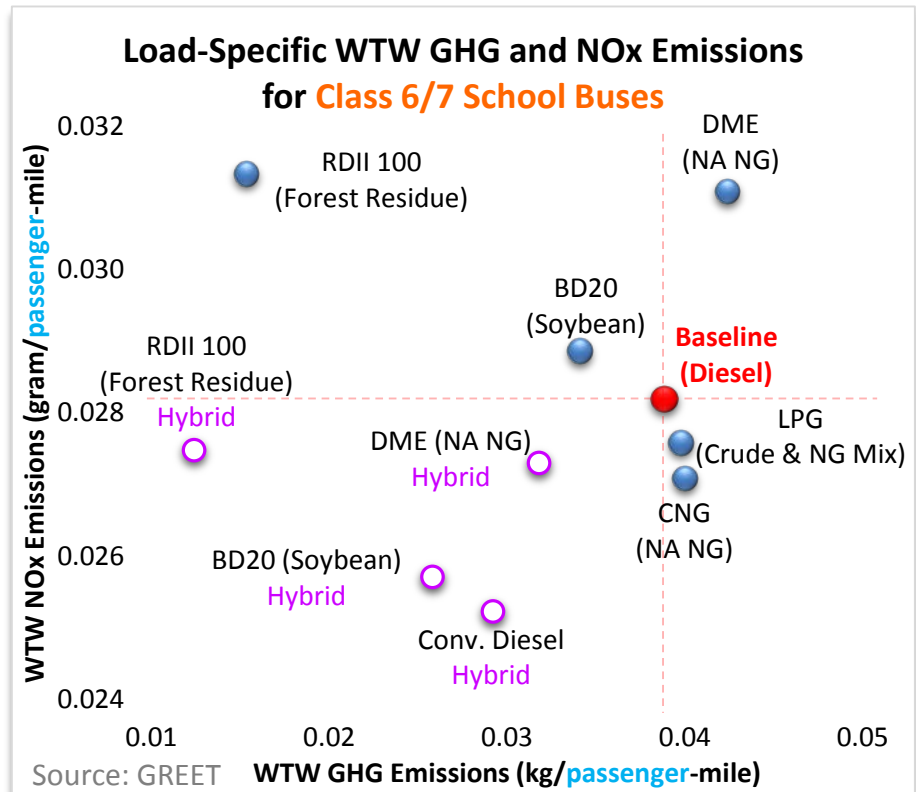 Load-Specific WTW GHG and NOx Emissions
for Class 6/7 School Buses
WTW NOx Emissions (gram/passenger-mile)
0.032
0.030
0.028
0.026
0.024
RDII 100
(Forest Residue)
DME
(NA NG)
BD20
(Soybean)
Baseline
(Diesel)
RDII 100
(Forest Residue)
Hybrid
LPG
(Crude & NG Mix)
DME (NA NG)
Hybrid
CNG
(NA NG)
BD20 (Soybean)
Hybrid
Conv. Diesel
Hybrid
0.01 0.02 0.03 0.04 0.05
Source: GREET
WTW GHG Emissions (kg/passenger-mile)